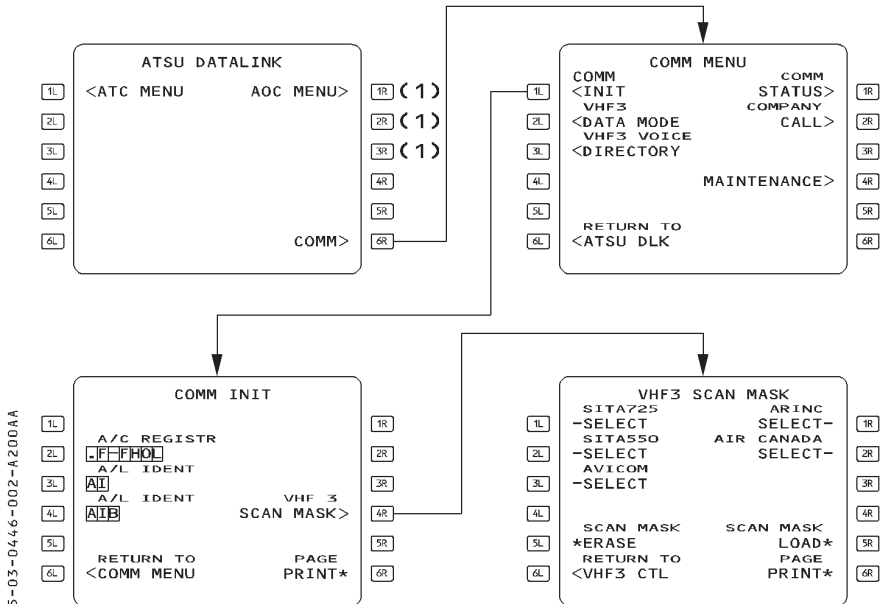 ATSU DATALINK
1L <ATC MENU AOC MENU> 1R (1)
2L 2R (1)
3L 3R (1)
4L 4R
5L 5R
6L COMM> 6R
COMM MENU
COMM COMM
1L <INIT STATUS> 1R
VHF3 COMPANY
2L <DATA MODE CALL> 2R
VHF3 VOICE
3L <DIRECTORY 3R
4L MAINTENANCE> 4R
5L 5R
RETURN TO
6L <ATSU DLK 6R
COMM INIT
1L 1R
A/C REGISTR
2L .F-FHOL 2R
A/L IDENT
3L AI 3R
A/L IDENT VHF 3
4L AIB SCAN MASK> 4R
5L 5R
RETURN TO PAGE
6L <COMM MENU PRINT* 6R
VHF3 SCAN MASK
SITA725 ARINC
1L -SELECT SELECT- 1R
SITA550 AIR CANADA
2L -SELECT SELECT- 2R
AVICOM
3L -SELECT 3R
4L 4R
SCAN MASK SCAN MASK
5L *ERASE LOAD* 5R
RETURN TO PAGE
6L <VHF3 CTL PRINT* 6R
-03-0446-002-A200AA